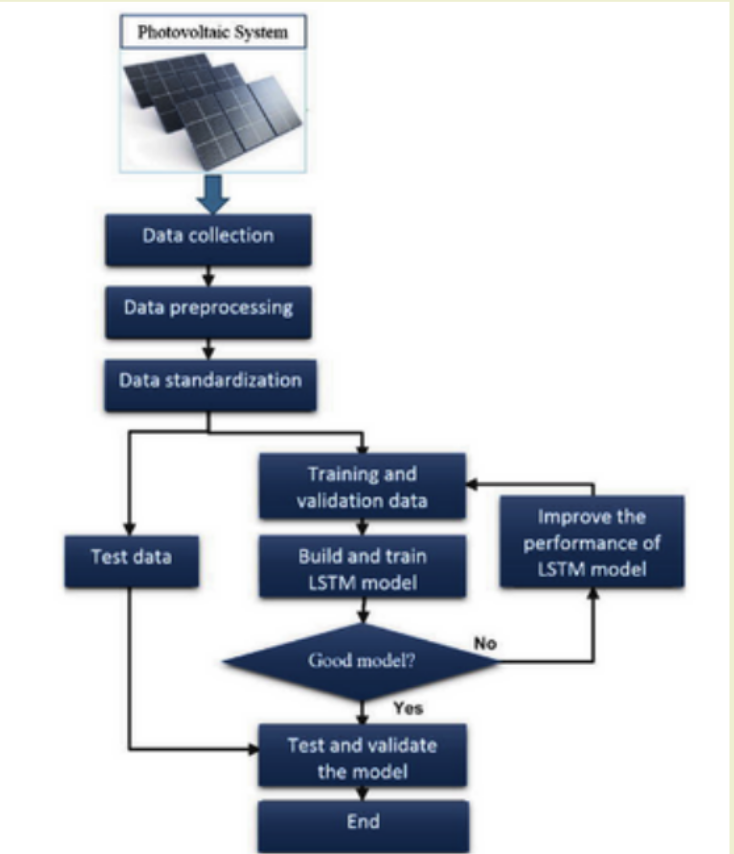 Photovoltaic System
Data collection
Data preprocessing
Data standardization
Training and
validation data
Improve the
performance of
LSTM model
Test data
Build and train
LSTM model
Good model?
No
Yes
Test and validate
the model
End